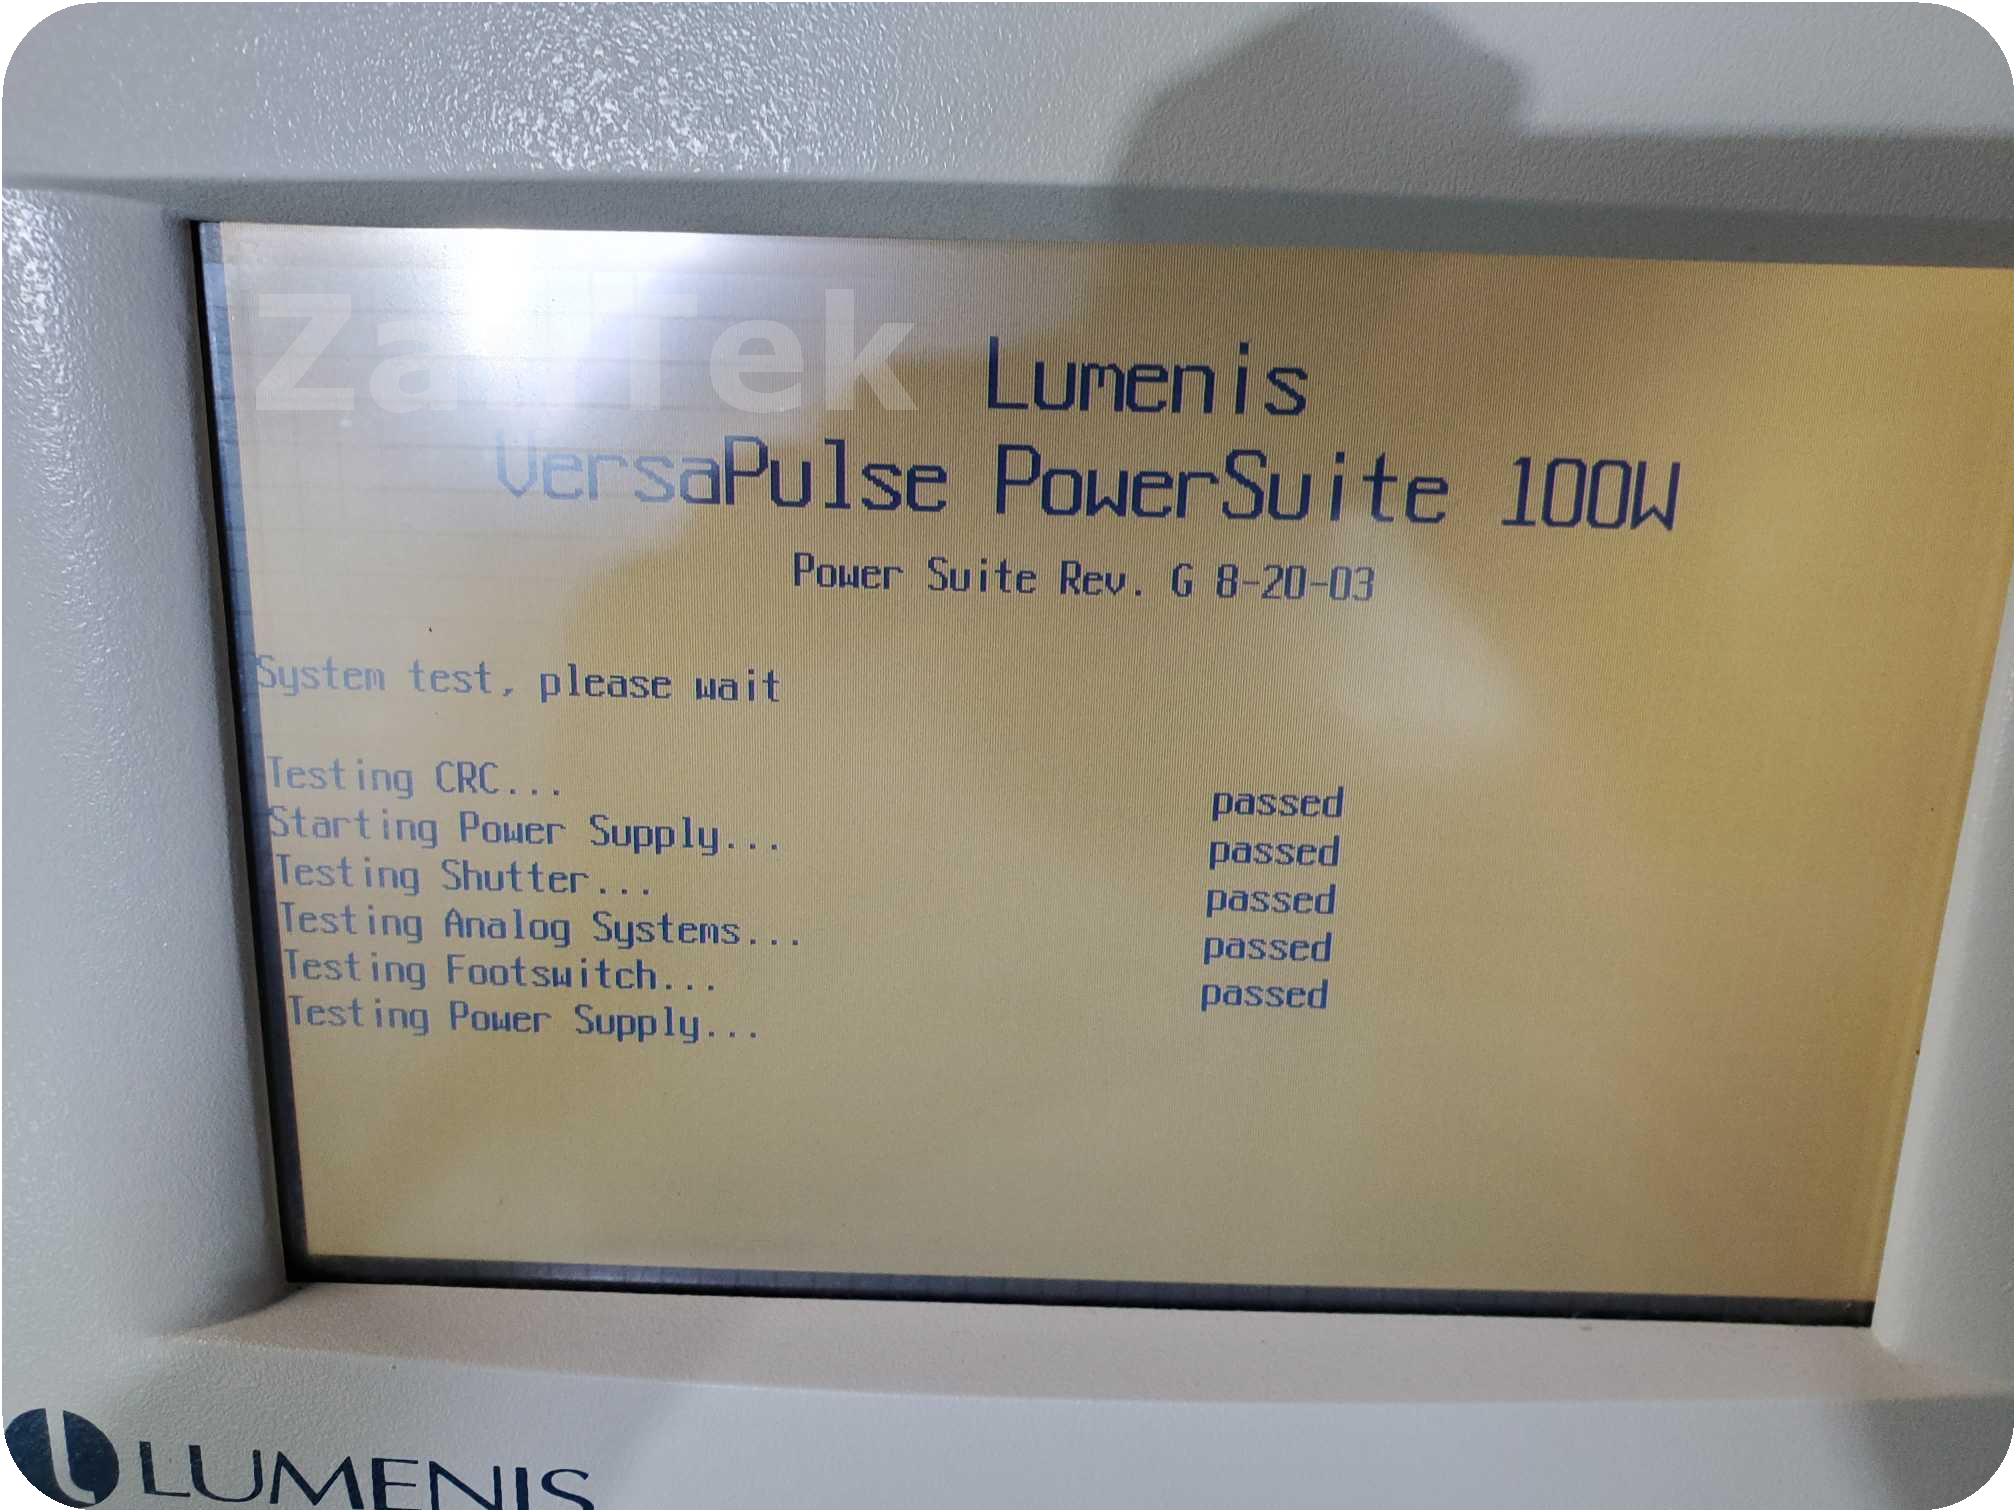 Lumenis
VersaPulse PowerSuite 100W
Power Suite Rev. G 8-20-03
System test, please wait
Testing CRC... passed
Starting Power Supply... passed
Testing Shutter... passed
Testing Analog Systems... passed
Testing Footswitch... passed
Testing Power Supply...
LUMENIS